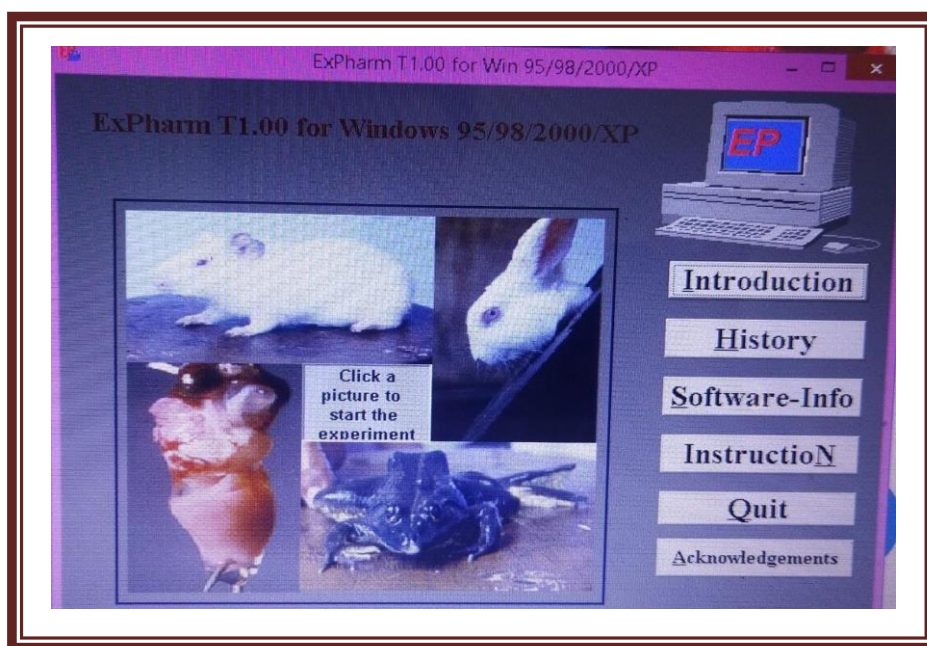 ExPharm T1.00 for Win 95/98/2000/XP
ExPharm T1.00 for Windows 95/98/2000/XP
EP
Click a
picture to
start the
experiment
Introduction
History
Software-Info
InstructioN
Quit
Acknowledgements